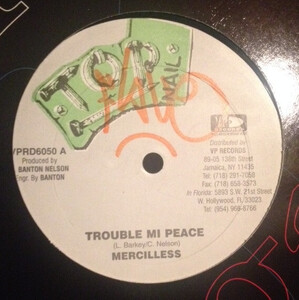 TOP
NAIL
VPRD6050 A
Produced by
BANTON NELSON
Engr. By BANTON
Distributed by
VP RECORDS
89-05 138th Street
Jamaica, NY 11435
Tel: (718) 291-7058
Fax: (718) 658-3573
In Florida: 5893 S.W. 21st Street
W. Hollywood, FL 33023
Tel: (954) 966-8766
TROUBLE MI PEACE
(L. Barkey/C. Nelson)
MERCILLESS